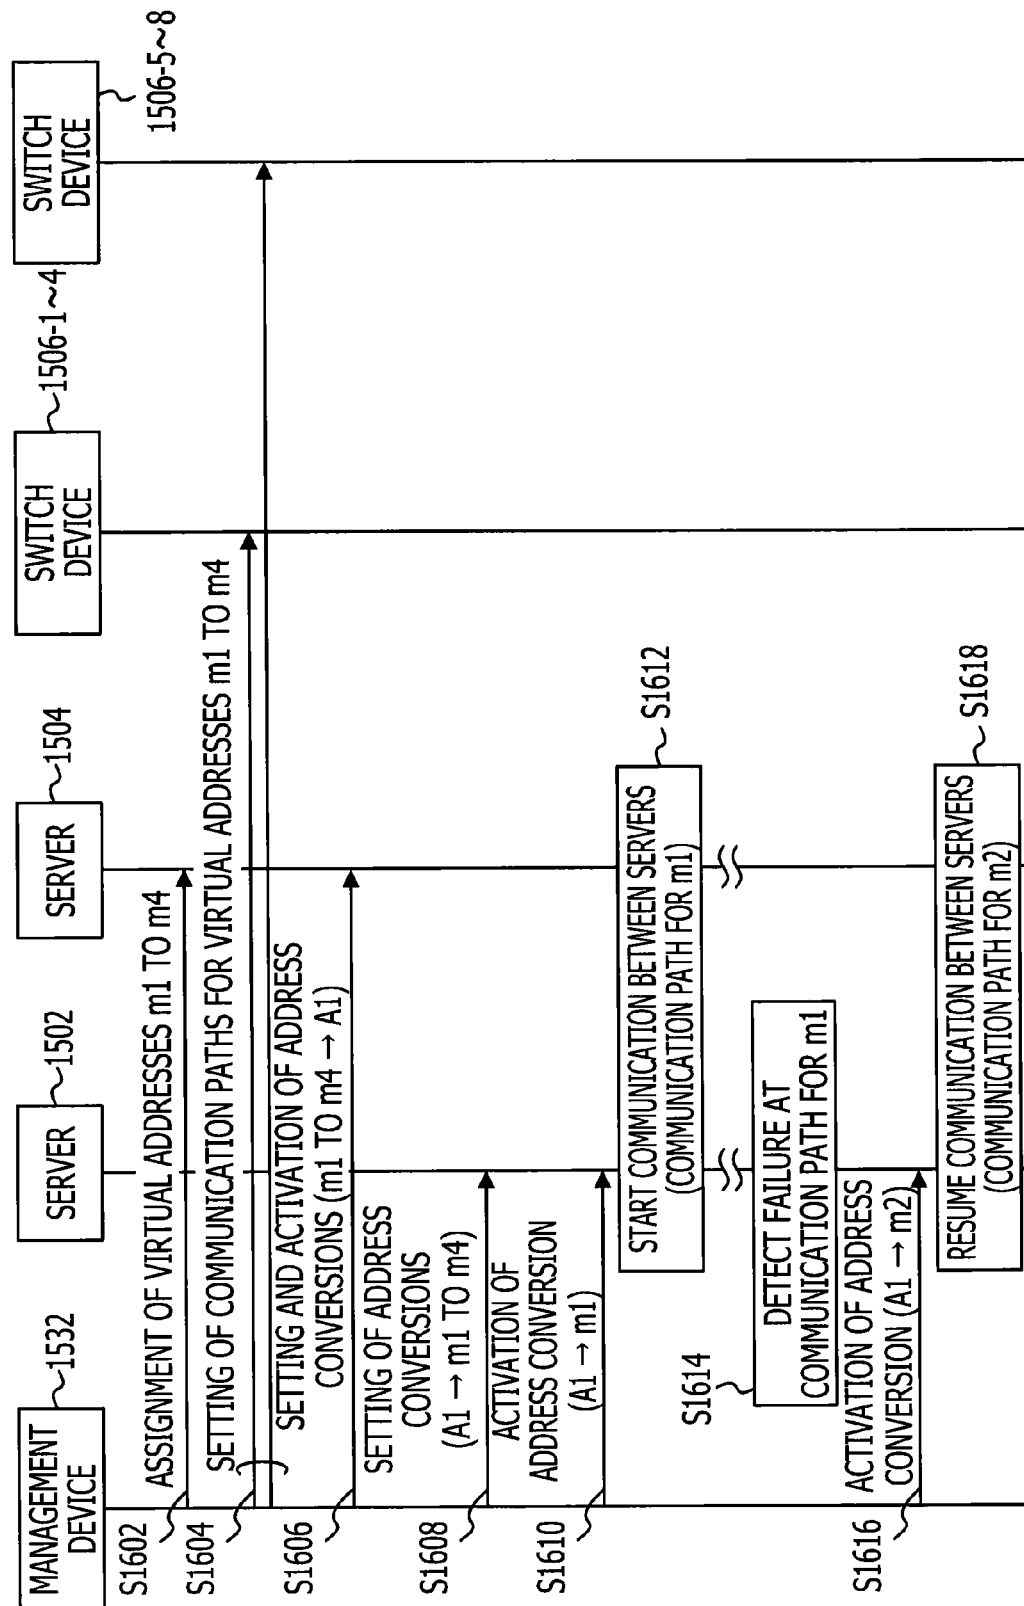 MANAGEMENT
DEVICE
1532
SERVER
1502
SERVER
1504
SWITCH
DEVICE
1506-1~4
SWITCH
DEVICE
1506-5~8
S1602
ASSIGNMENT OF VIRTUAL ADDRESSES m1 TO m4
S1604
SETTING OF COMMUNICATION PATHS FOR VIRTUAL ADDRESSES m1 TO m4
S1606
SETTING AND ACTIVATION OF ADDRESS
CONVERSIONS (m1 TO m4 → A1)
S1608
SETTING OF ADDRESS
CONVERSIONS
(A1 → m1 TO m4)
S1610
ACTIVATION OF
ADDRESS CONVERSION
(A1 → m1)
START COMMUNICATION BETWEEN SERVERS
(COMMUNICATION PATH FOR m1)
S1612
S1614
DETECT FAILURE AT
COMMUNICATION PATH FOR m1
S1616
ACTIVATION OF ADDRESS
CONVERSION (A1 → m2)
RESUME COMMUNICATION BETWEEN SERVERS
(COMMUNICATION PATH FOR m2)
S1618